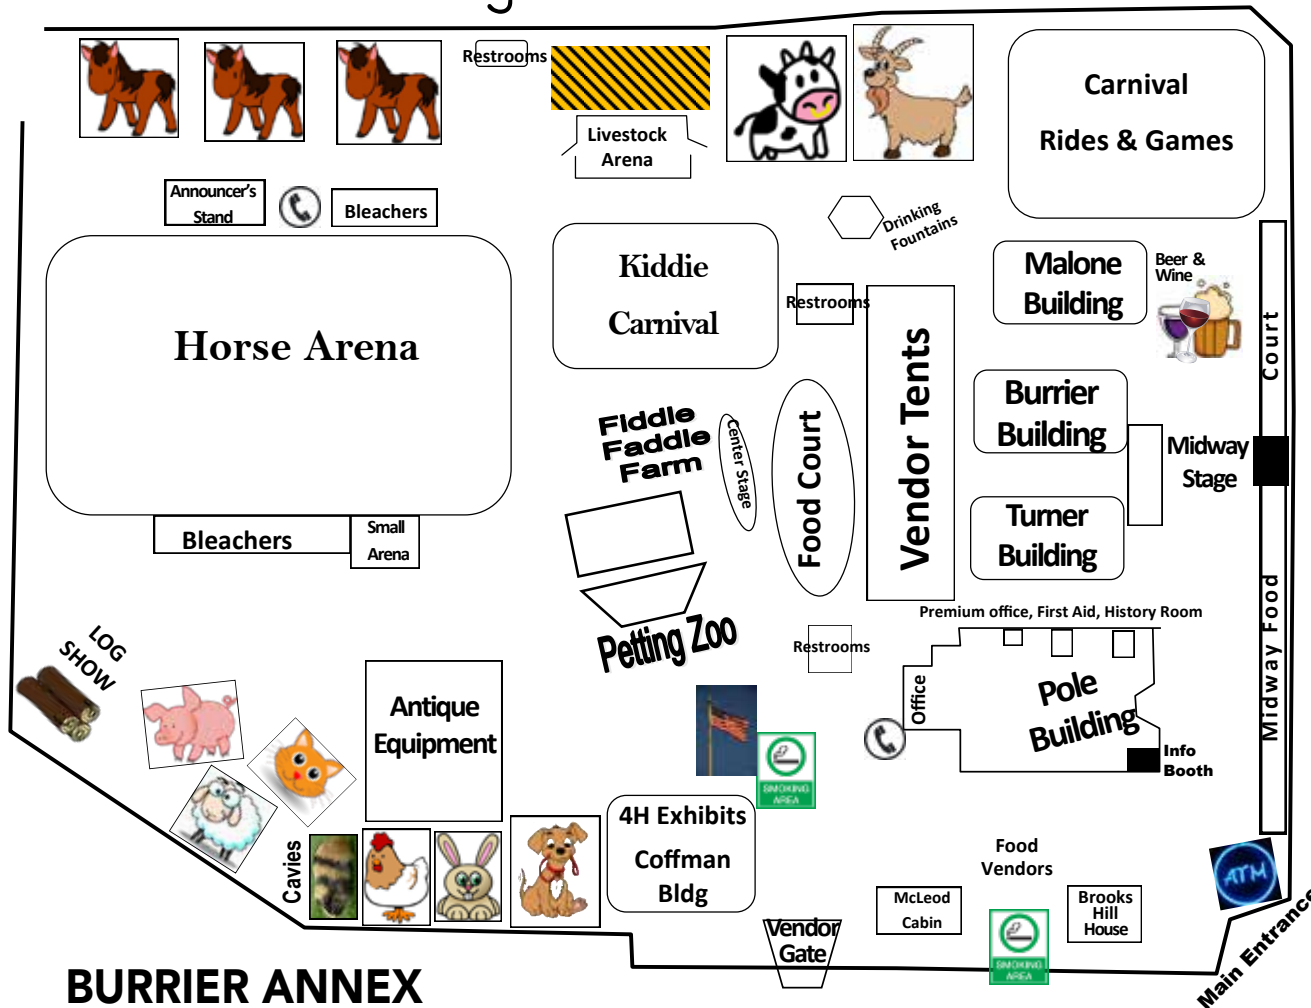 Restrooms
Livestock
Arena
Carnival
Rides & Games
Announcer's
Stand
Bleachers
Drinking
Fountains
Kiddie
Carnival
Malone
Building
Beer &
Wine
Restrooms
Horse Arena
Vendor Tents
Court
Burrier
Building
Fiddle
Faddle
Farm
Center Stage
Food Court
Midway
Stage
Turner
Building
Bleachers
Small
Arena
Premium office, First Aid, History Room
Petting Zoo
Restrooms
LOG
SHOW
Office
Pole
Building
Midway Food
Antique
Equipment
Info
Booth
SMOKING
AREA
4H Exhibits
Coffman
Bldg
Cavies
Food
Vendors
ATM
McLeod
Cabin
Brooks
Hill
House
Vendor
Gate
SMOKING
AREA
Main Entrance
BURRIER ANNEX